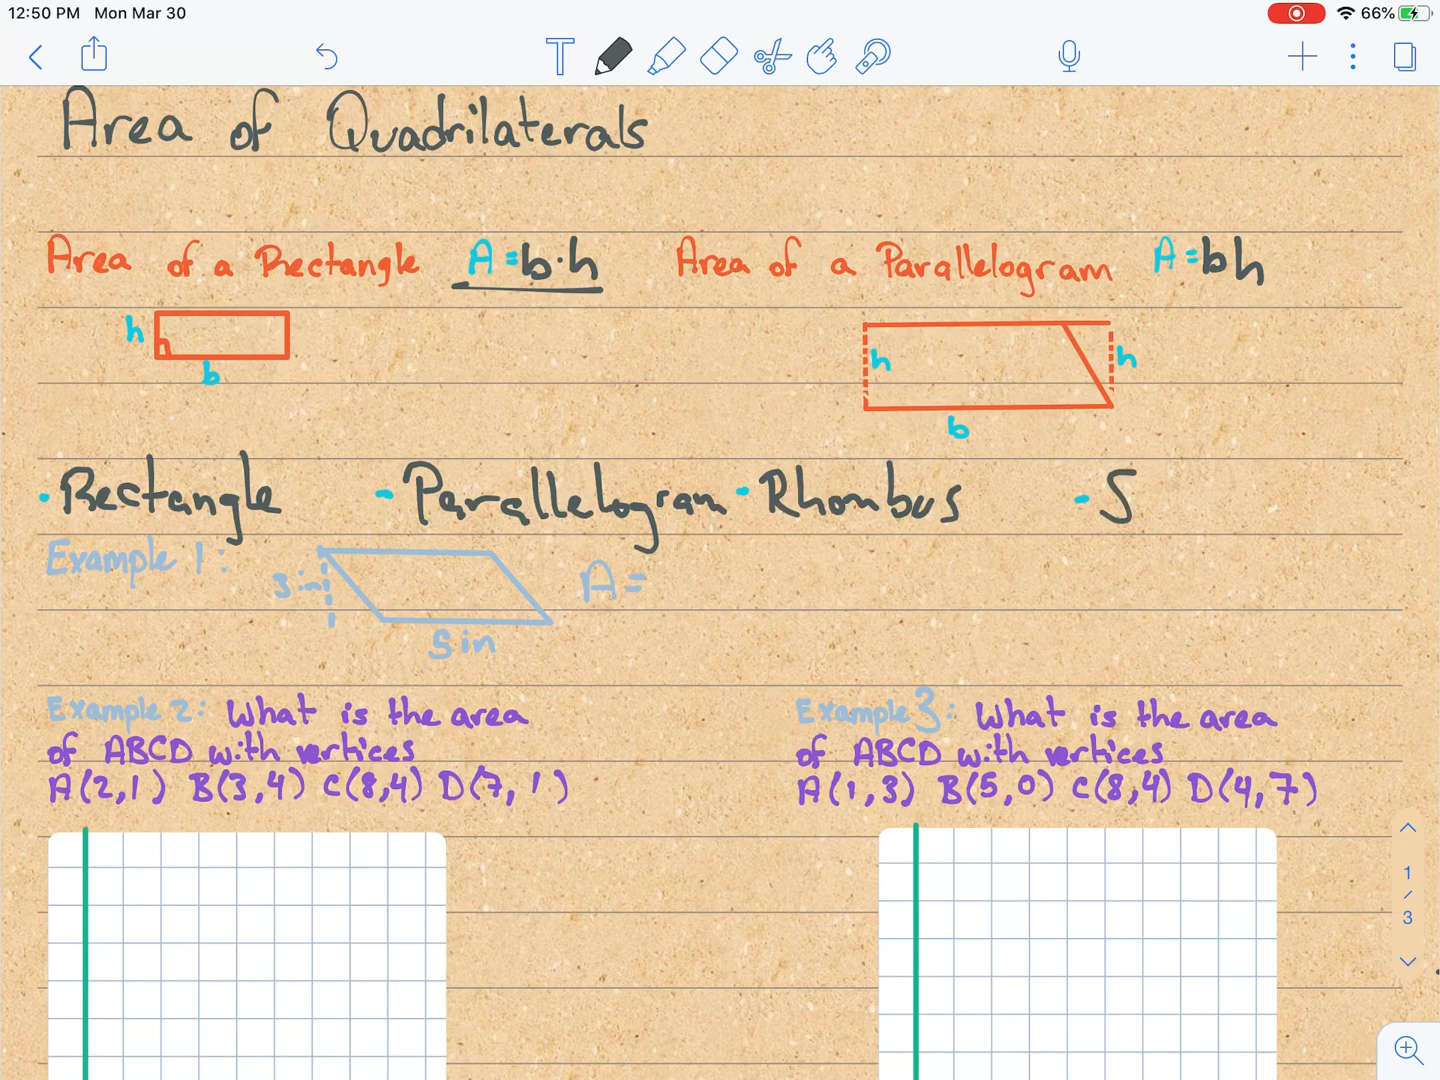 12:50 PM Mon Mar 30 66%
Area of Quadrilaterals
Area of a Rectangle A=b·h Area of a Parallelogram A=bh
h b
h h b
·Rectangle -Parallelogram -Rhombus -S
Example 1: 3in 5in A=
Example 2: What is the area
of ABCD with vertices
A(2,1) B(3,4) C(8,4) D(7,1)
Example 3: What is the area
of ABCD with vertices
A(1,3) B(5,0) C(8,4) D(4,7)
1
/
3